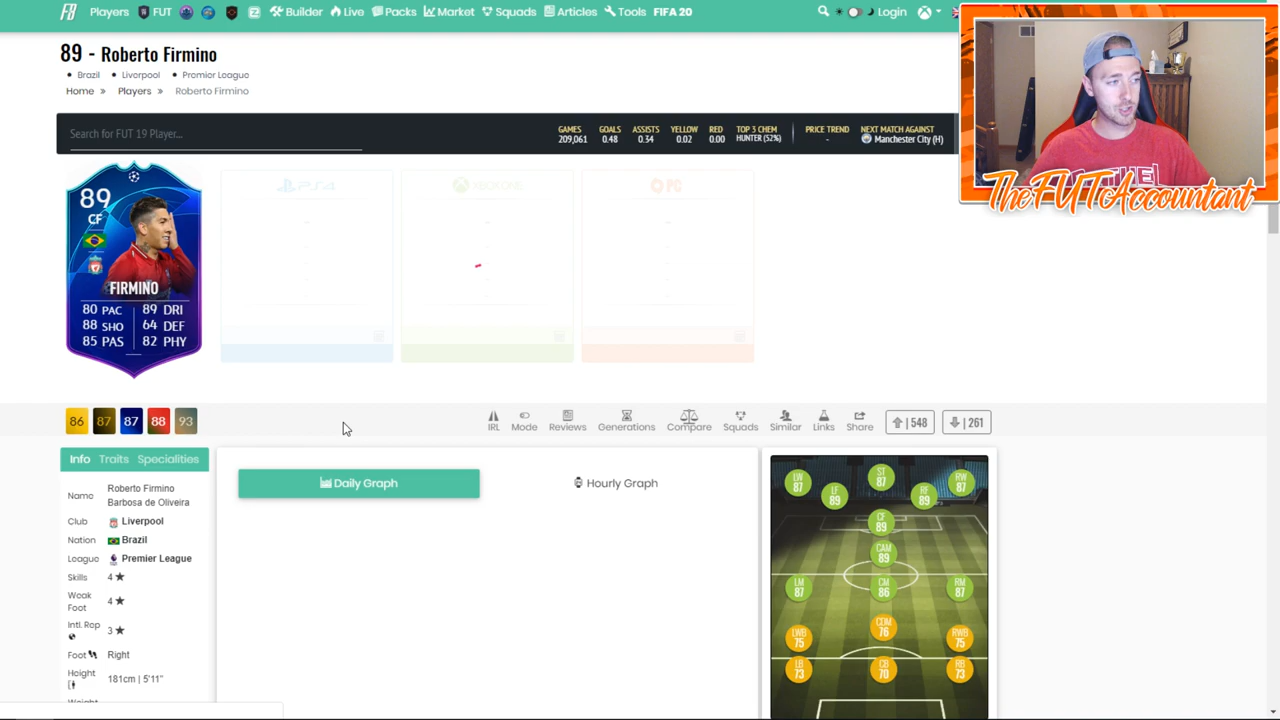 F8 Players FUT Builder Live Packs Market Squads Articles Tools FIFA 20 Login
89 - Roberto Firmino
Brazil Liverpool Premier League
Home » Players » Roberto Firmino
Search for FUT 19 Player...
GAMES GOALS ASSISTS YELLOW RED TOP 3 CHEM PRICE TREND NEXT MATCH AGAINST
209,061 0.48 0.34 0.02 0.00 HUNTER (52%) - Manchester City (H)
TheFUTAccountant
89
CF
FIRMINO
80 PAC 89 DRI
88 SHO 64 DEF
85 PAS 82 PHY
PS4 XBOX ONE PC
86 87 87 88 93
IRL Mode Reviews Generations Compare Squads Similar Links Share | 548 | 261
Info Traits Specialities
Name Roberto Firmino Barbosa de Oliveira
Club Liverpool
Nation Brazil
League Premier League
Skills 4 ★
Weak Foot 4 ★
Intl. Rep 3 ★
Foot Right
Height 181cm | 5'11"
Weight
Daily Graph Hourly Graph
LW 87
LF 89
ST 87
RF 89
RW 87
CF 89
CAM 89
LM 87
CM 86
RM 87
CDM 76
LWB 75
RWB 75
LB 73
CB 70
RB 73